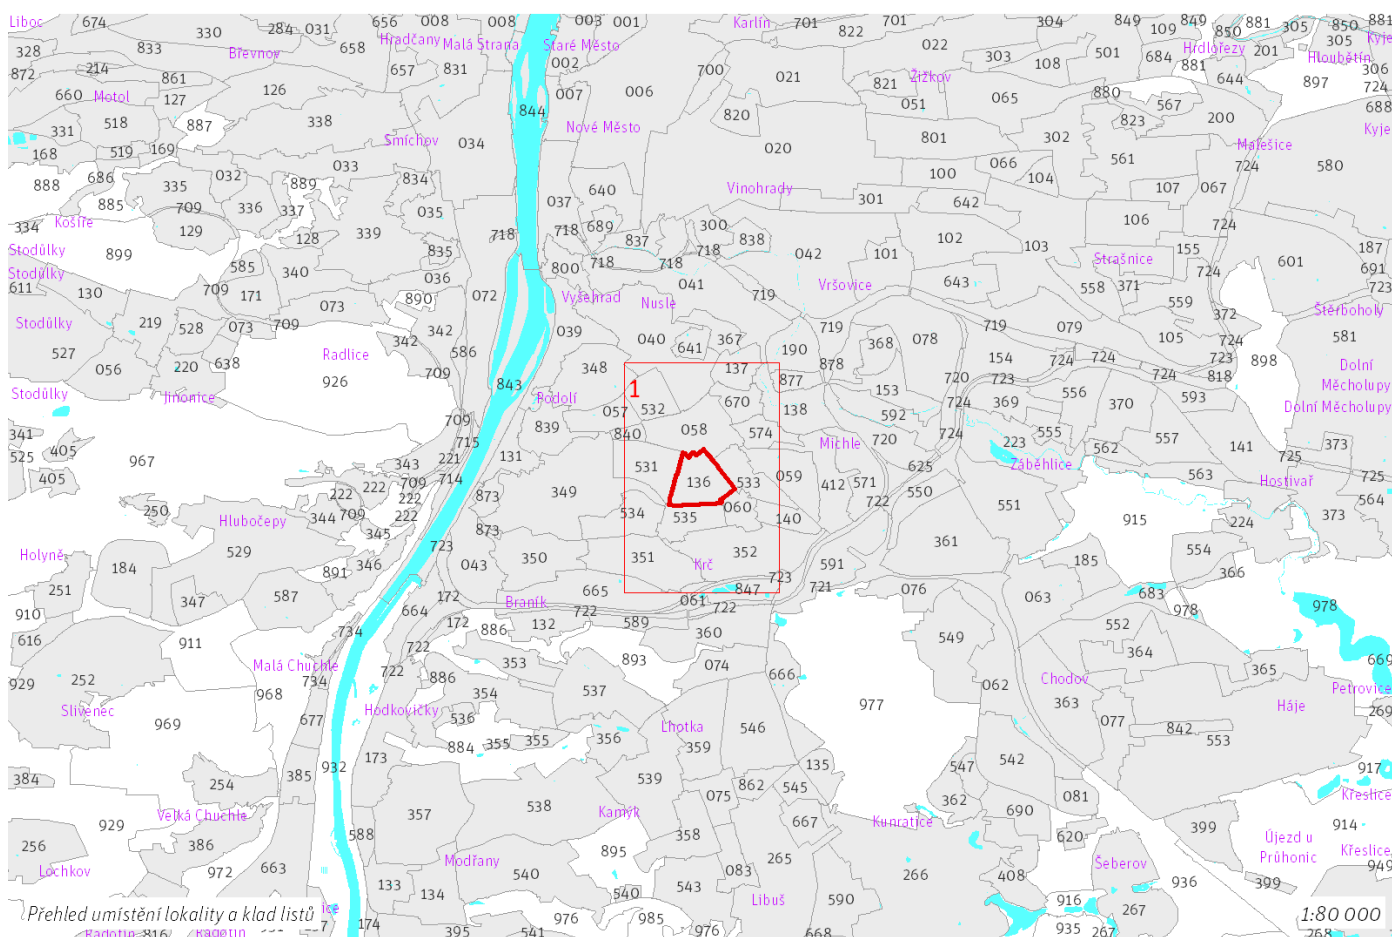 Liboc 674 330 284 031 656 008 008 003 001 Karlín 701 701 304 849 849 881 305 850 881
328 833 Břevnov 658 Hradčany Malá Strana Staré Město 822 022 501 109 850 305 Kyje
872 214 861 657 831 002 700 021 Žižkov 303 108 684 881 Hrdlořezy 201 Hloubětín 306
660 Motol 127 126 007 006 821 051 065 880 567 644 897 724
331 518 887 338 844 Nové Město 820 801 302 823 200 688
168 519 169 Smíchov 034 020 561 Malešice Kyje
888 686 033 066 724 580
885 335 032 889 834 640 Vinohrady 100 104 107 067
334 Košíře 709 336 337 035 037 301 642 106
Stodůlky 899 129 128 339 718 718 689 837 300 838 102 103 155 724 187
Stodůlky 585 340 835 036 800 718 718 718 042 101 Strašnice 724 601 691
611 130 709 171 890 072 Vyšehrad 041 719 Vršovice 643 558 371 559 723
Stodůlky 219 528 073 709 073 342 039 Nusle 719 719 079 372 Štěrboholy
527 056 220 638 Radlice 342 586 040 641 367 190 368 078 154 724 724 105 724 581
926 709 348 137 878 720 723 724 723 818 898 Dolní Měcholupy
Stodůlky Jinonice 843 Podolí 1 532 670 877 153 369 556 370 593 Dolní Měcholupy
341 709 839 057 058 138 592 724 555 557
525 405 967 715 840 574 Michle 720 724 223 562 141 373
405 343 221 131 531 136 533 059 625 Záběhlice 563 725 725
250 222 222 709 714 873 349 534 535 060 412 571 722 550 551 Hostivař 564
Hlubočepy 344 709 222 222 345 873 140 915 224 373
Holyně 529 723 350 351 Krč 352 361 554
184 891 346 043 591 185 366
251 347 587 172 665 723 721 076 063 683 978
910 664 Braník 722 061 847 722 978
616 911 734 172 886 132 589 360 549 552
929 252 Malá Chuchle 722 353 893 074 666 364 669
734 722 886 354 537 062 Chodov 365 Petrovice
Slivenec 968 677 Hodkovičky 536 Lhotka 977 363 077 Háje 269
969 884 355 355 356 359 546 842 553
384 254 385 932 173 539 135 547 542 917
Velká Chuchle 538 Kamýk 075 862 545 362 081 Křeslice
929 357 667 690
256 386 588 358 Kunratice 620 399 Újezd u Průhonic 914
Lochkov 972 Modřany 895 265 Šeberov Křeslice
663 540 543 083 266 408 936 949
133 134 540 Libuš 590 916 267 399
Přehled umístění lokality a klad listů 976 985 1:80 000
174 395 541 976 668 935 267 268
Radotín 816 Radotín